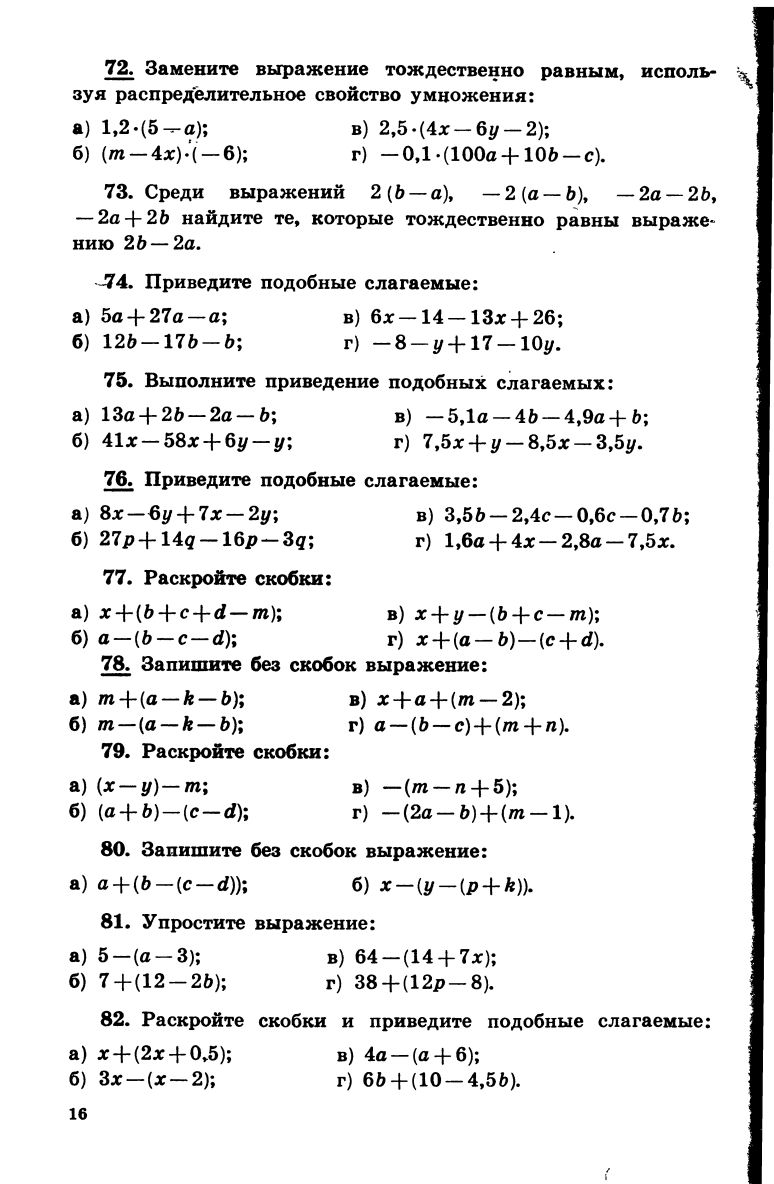 72. Замените выражение тождественно равным, исполь-
зуя распределительное свойство умножения:
а) 1,2·(5—a); в) 2,5·(4x—6y—2);
б) (m—4x)·(—6); г) —0,1·(100a+10b—c).
73. Среди выражений 2(b—a), —2(a—b), —2a—2b,
—2a+2b найдите те, которые тождественно равны выраже-
нию 2b—2a.
74. Приведите подобные слагаемые:
а) 5a+27a—a; в) 6x—14—13x+26;
б) 12b—17b—b; г) —8—y+17—10y.
75. Выполните приведение подобных слагаемых:
а) 13a+2b—2a—b; в) —5,1a—4b—4,9a+b;
б) 41x—58x+6y—y; г) 7,5x+y—8,5x—3,5y.
76. Приведите подобные слагаемые:
а) 8x—6y+7x—2y; в) 3,5b—2,4c—0,6c—0,7b;
б) 27p+14q—16p—3q; г) 1,6a+4x—2,8a—7,5x.
77. Раскройте скобки:
а) x+(b+c+d—m); в) x+y—(b+c—m);
б) a—(b—c—d); г) x+(a—b)—(c+d).
78. Запишите без скобок выражение:
а) m+(a—k—b); в) x+a+(m—2);
б) m—(a—k—b); г) a—(b—c)+(m+n).
79. Раскройте скобки:
а) (x—y)—m; в) —(m—n+5);
б) (a+b)—(c—d); г) —(2a—b)+(m—1).
80. Запишите без скобок выражение:
а) a+(b—(c—d)); б) x—(y—(p+k)).
81. Упростите выражение:
а) 5—(a—3); в) 64—(14+7x);
б) 7+(12—2b); г) 38+(12p—8).
82. Раскройте скобки и приведите подобные слагаемые:
а) x+(2x+0,5); в) 4a—(a+6);
б) 3x—(x—2); г) 6b+(10—4,5b).
16